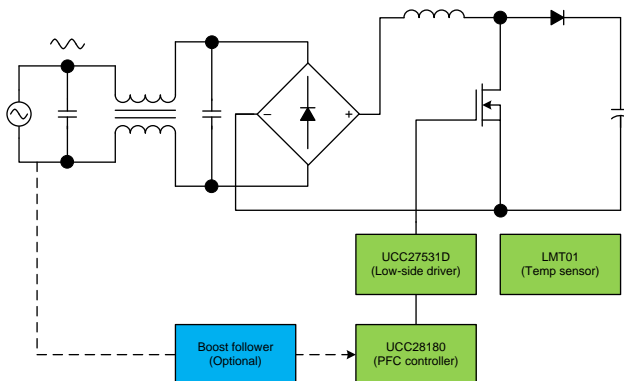 −
+
UCC27531D
(Low-side driver)
LMT01
(Temp sensor)
Boost follower
(Optional)
UCC28180
(PFC controller)